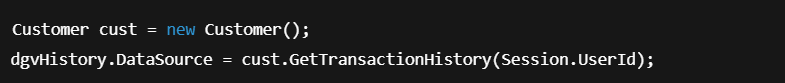 Customer cust = new Customer();
dgvHistory.DataSource = cust.GetTransactionHistory(Session.UserId);